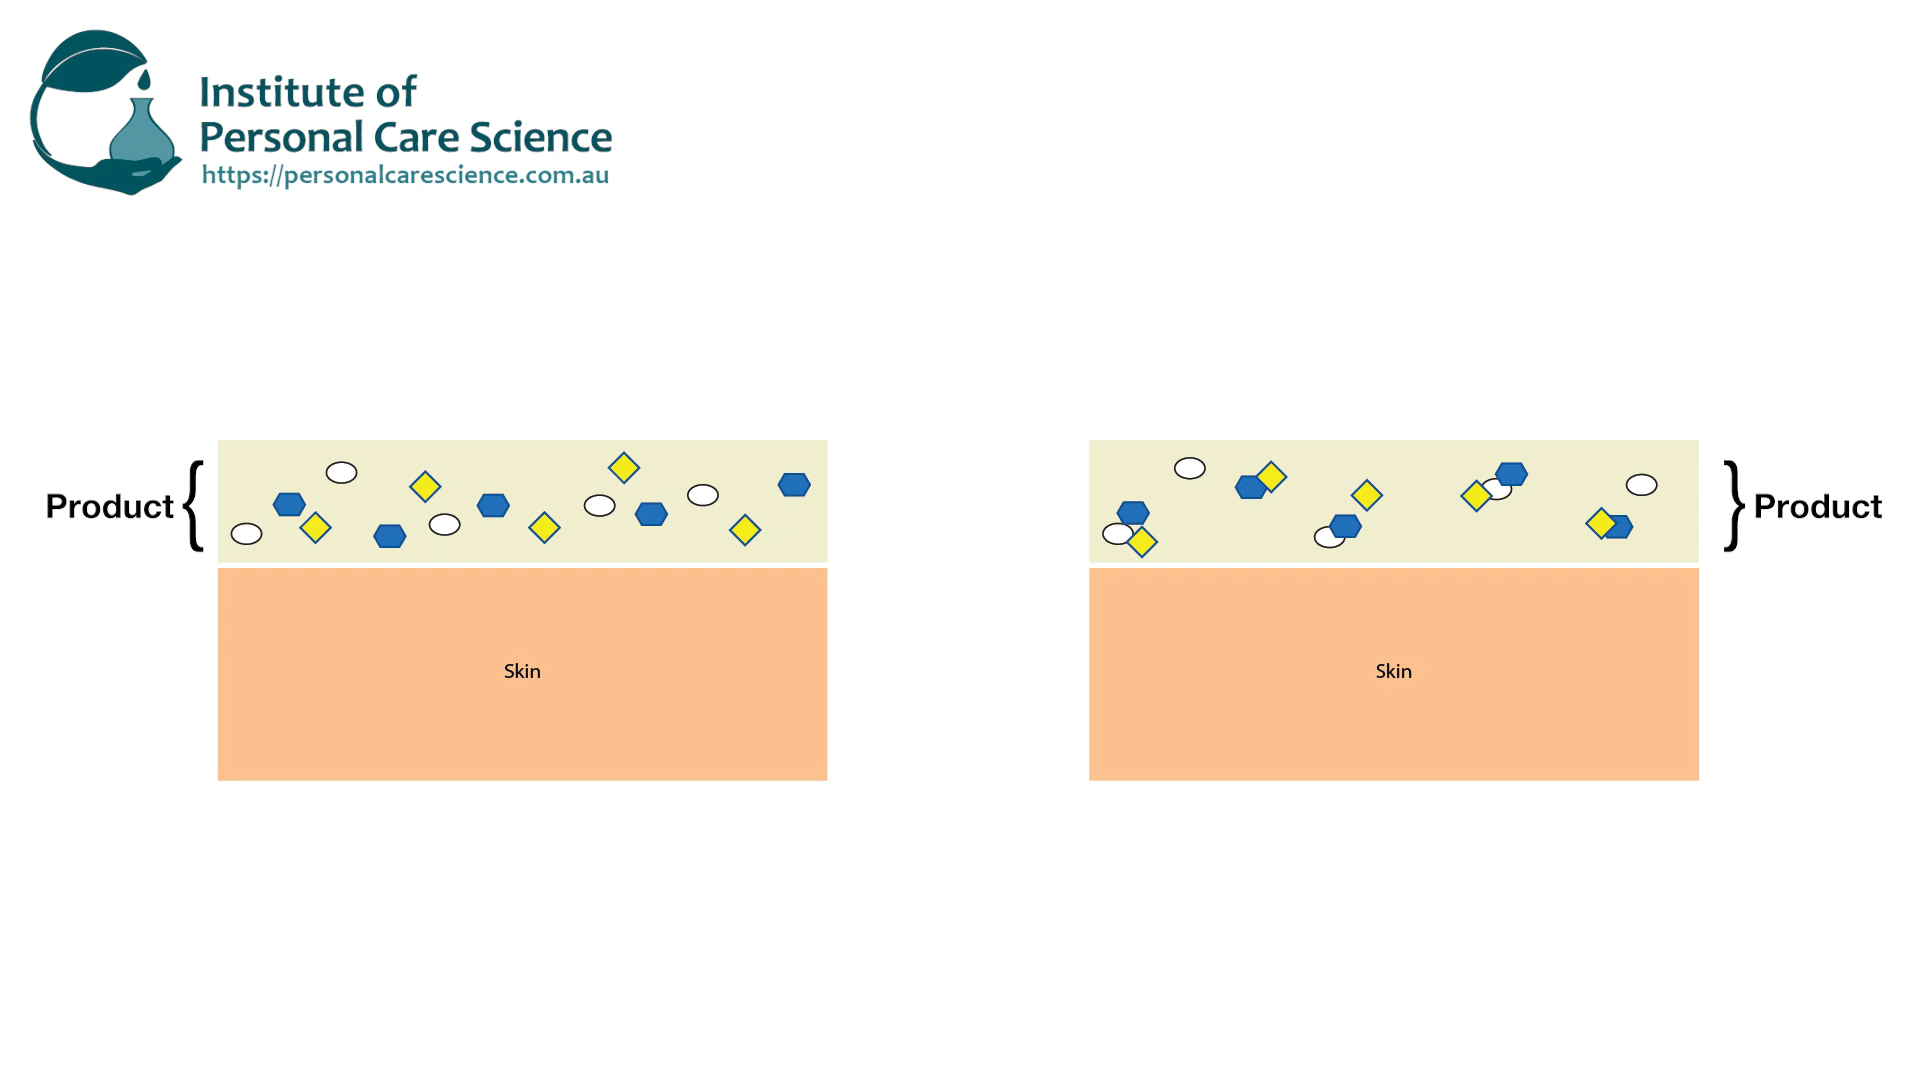 Institute of
Personal Care Science
https://personalcarescience.com.au
Product
Product
Skin
Skin